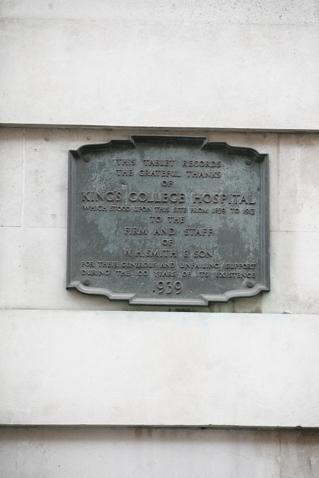 THIS TABLET RECORDS
THE GRATEFUL THANKS
OF
KING'S COLLEGE HOSPITAL
WHICH STOOD UPON THIS SITE FROM 1839 TO 1913
TO THE
FIRM AND STAFF
OF
W.H.SMITH & SON
FOR THEIR GENEROUS AND UNFAILING SUPPORT
DURING THE 100 YEARS OF ITS EXISTENCE
1939